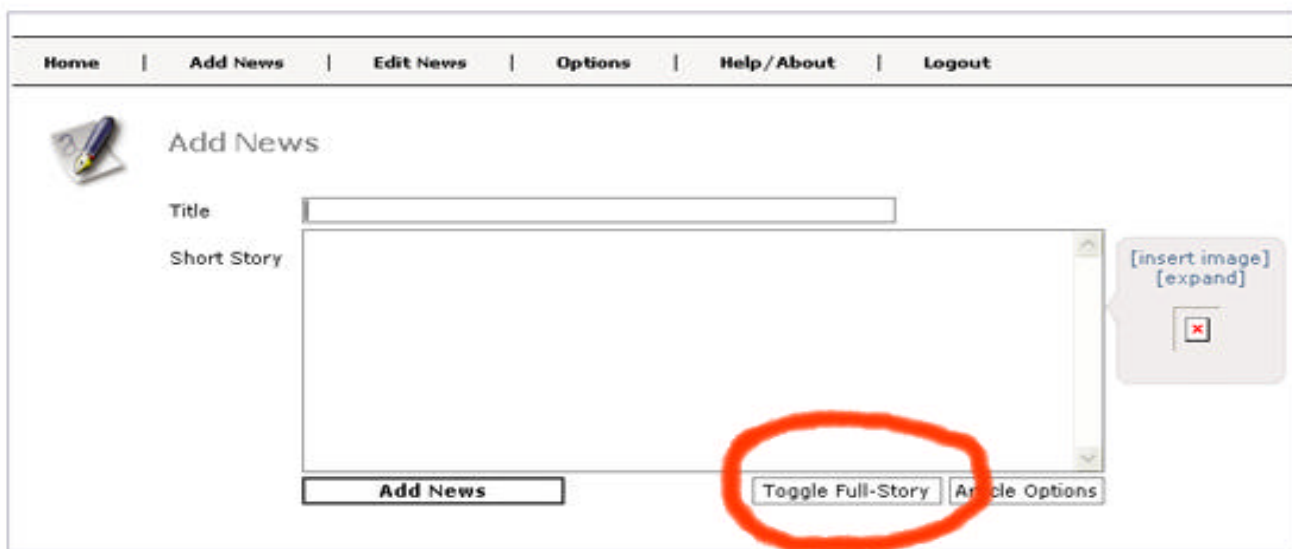 Home | Add News | Edit News | Options | Help/About | Logout
Add News
Title
Short Story
[insert image]
[expand]
Add News Toggle Full-Story Article Options